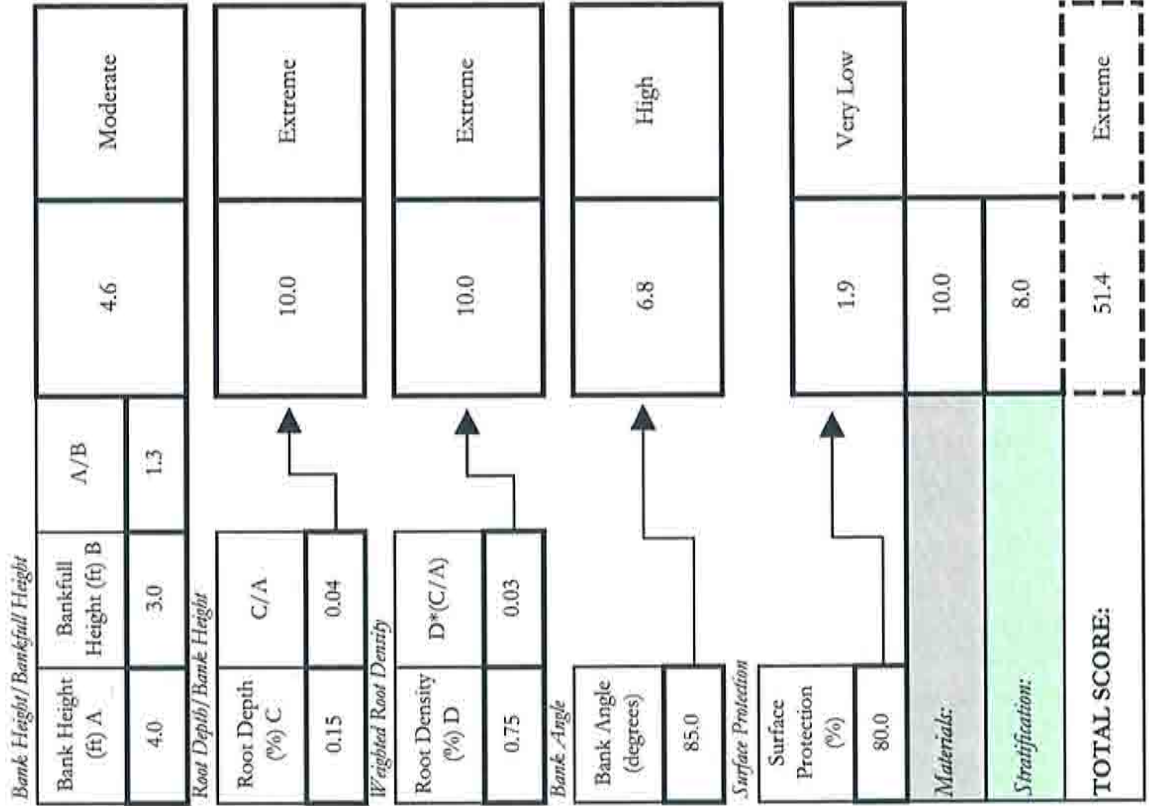 Bank Height/Bankfull Height
Bank Height
(ft) A
Bankfull
Height (ft) B
A/B
4.0
3.0
1.3
4.6
Moderate
Root Depth/Bank Height
Root Depth
(%) C
C/A
0.15
0.04
10.0
Extreme
Weighted Root Density
Root Density
(%) D
D*(C/A)
0.75
0.03
10.0
Extreme
Bank Angle
Bank Angle
(degrees)
85.0
6.8
High
Surface Protection
Surface
Protection
(%)
80.0
1.9
Very Low
Materials:
10.0
Stratification:
8.0
TOTAL SCORE:
51.4
Extreme